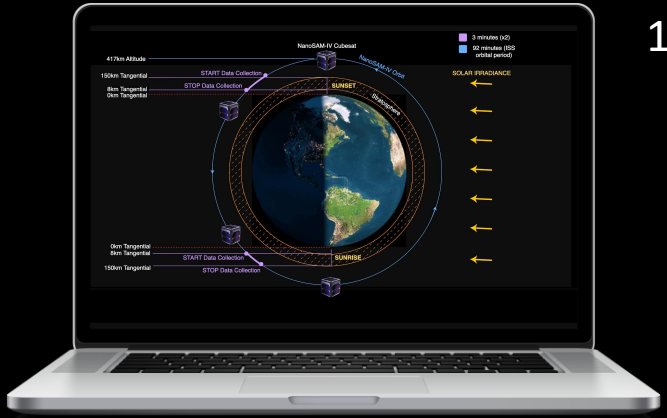 1
3 minutes (x2)
NanoSAM-IV Cubesat
92 minutes (ISS
orbital period)
417km Altitude
NanoSAM-IV Orbit
150km Tangential
START Data Collection
SOLAR IRRADIANCE
STOP Data Collection
SUNSET
8km Tangential
0km Tangential
Stratosphere
0km Tangential
8km Tangential
START Data Collection
SUNRISE
150km Tangential
STOP Data Collection